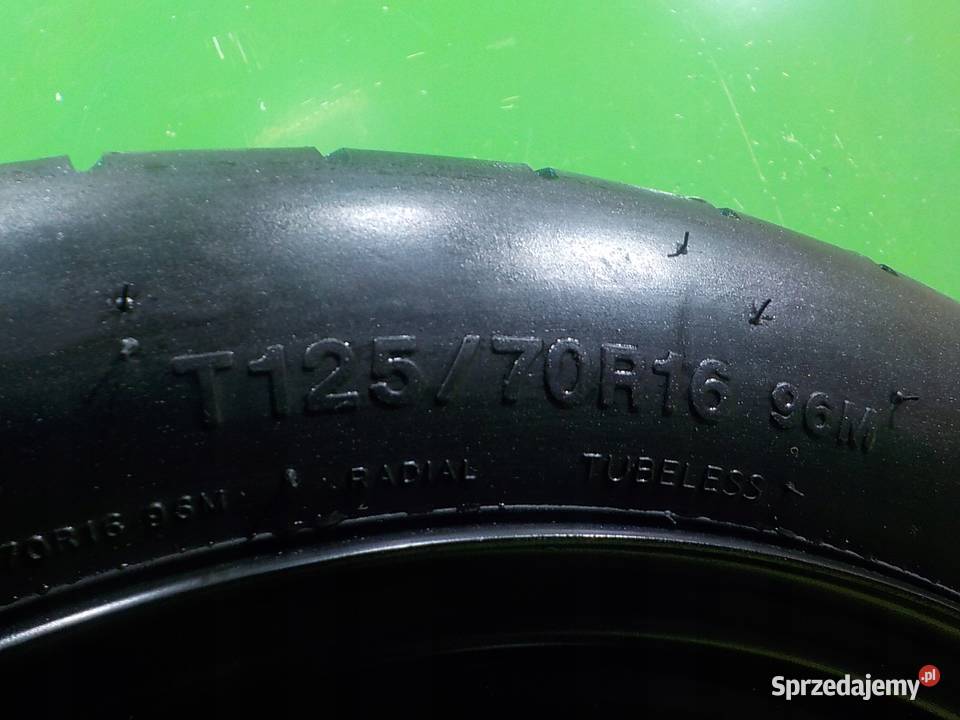 T125/70R16 96M
70R16 96M RADIAL TUBELESS
Sprzedajemy.pl